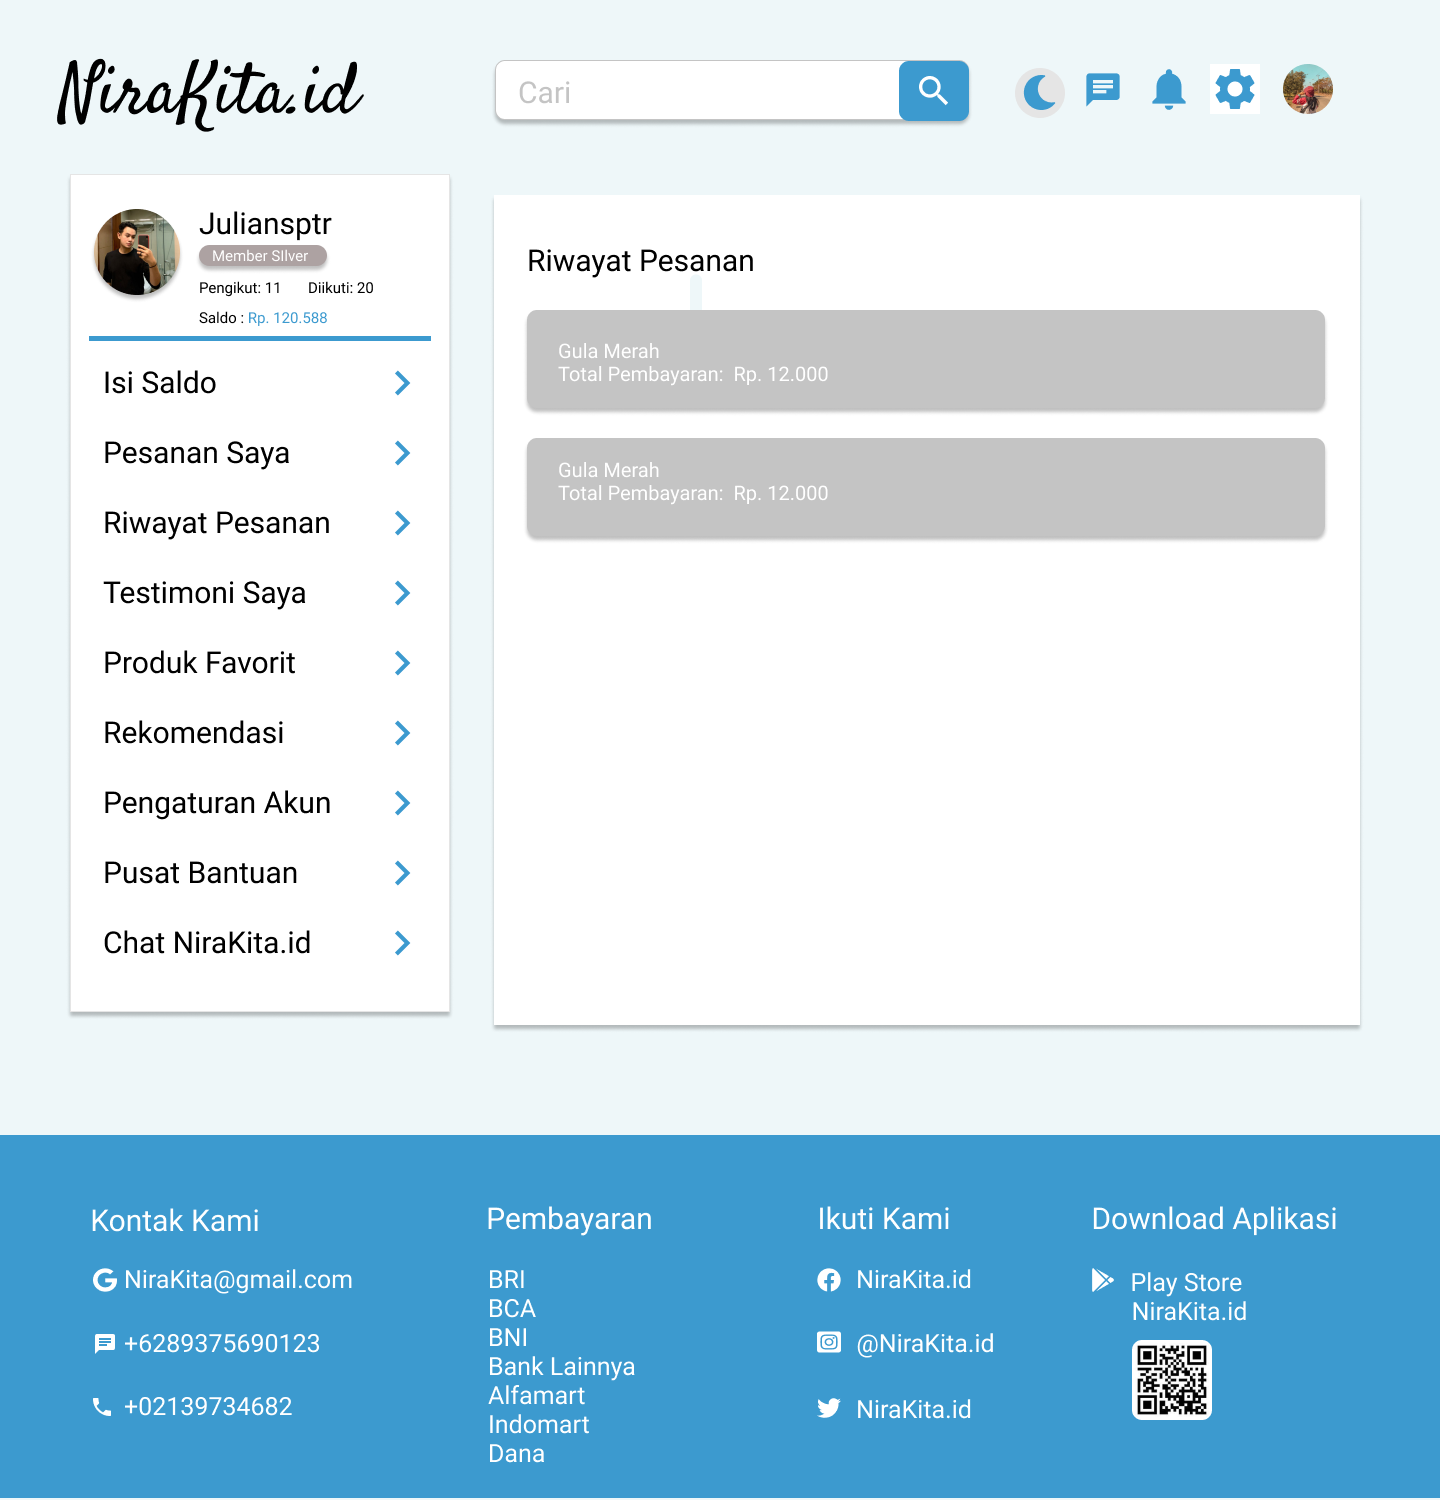 NiraKita.id
Cari
Juliansptr
Member SIlver
Pengikut: 11 Diikuti: 20
Saldo : Rp. 120.588
Isi Saldo
Pesanan Saya
Riwayat Pesanan
Testimoni Saya
Produk Favorit
Rekomendasi
Pengaturan Akun
Pusat Bantuan
Chat NiraKita.id
Riwayat Pesanan
Gula Merah
Total Pembayaran: Rp. 12.000
Gula Merah
Total Pembayaran: Rp. 12.000
Kontak Kami
NiraKita@gmail.com
+6289375690123
+02139734682
Pembayaran
BRI
BCA
BNI
Bank Lainnya
Alfamart
Indomart
Dana
Ikuti Kami
NiraKita.id
@NiraKita.id
NiraKita.id
Download Aplikasi
Play Store
NiraKita.id